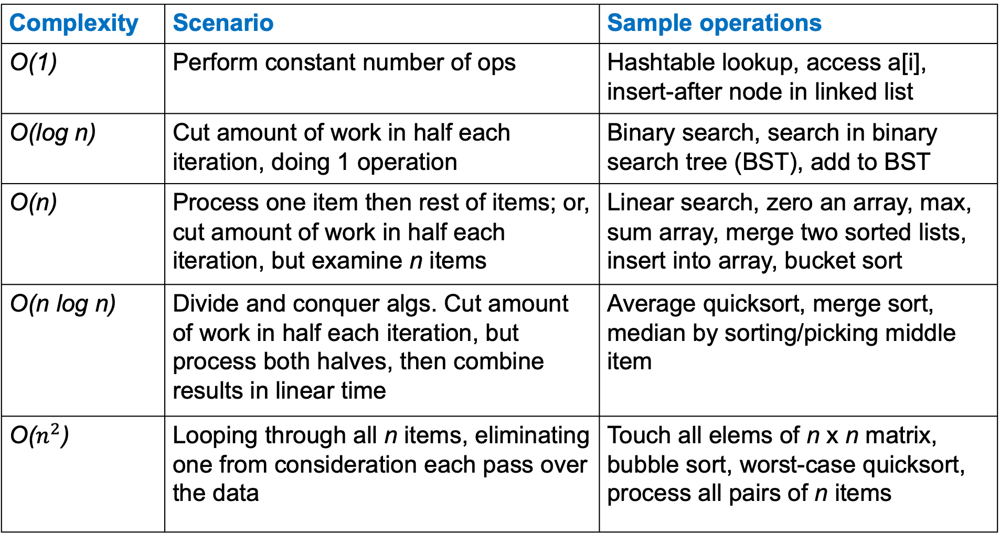 Complexity
Scenario
Sample operations
O(1)
Perform constant number of ops
Hashtable lookup, access a[i],
insert-after node in linked list
O(log n)
Cut amount of work in half each
iteration, doing 1 operation
Binary search, search in binary
search tree (BST), add to BST
O(n)
Process one item then rest of items; or,
cut amount of work in half each
iteration, but examine n items
Linear search, zero an array, max,
sum array, merge two sorted lists,
insert into array, bucket sort
O(n log n)
Divide and conquer algs. Cut amount
of work in half each iteration, but
process both halves, then combine
results in linear time
Average quicksort, merge sort,
median by sorting/picking middle
item
O(n²)
Looping through all n items, eliminating
one from consideration each pass over
the data
Touch all elems of n x n matrix,
bubble sort, worst-case quicksort,
process all pairs of n items